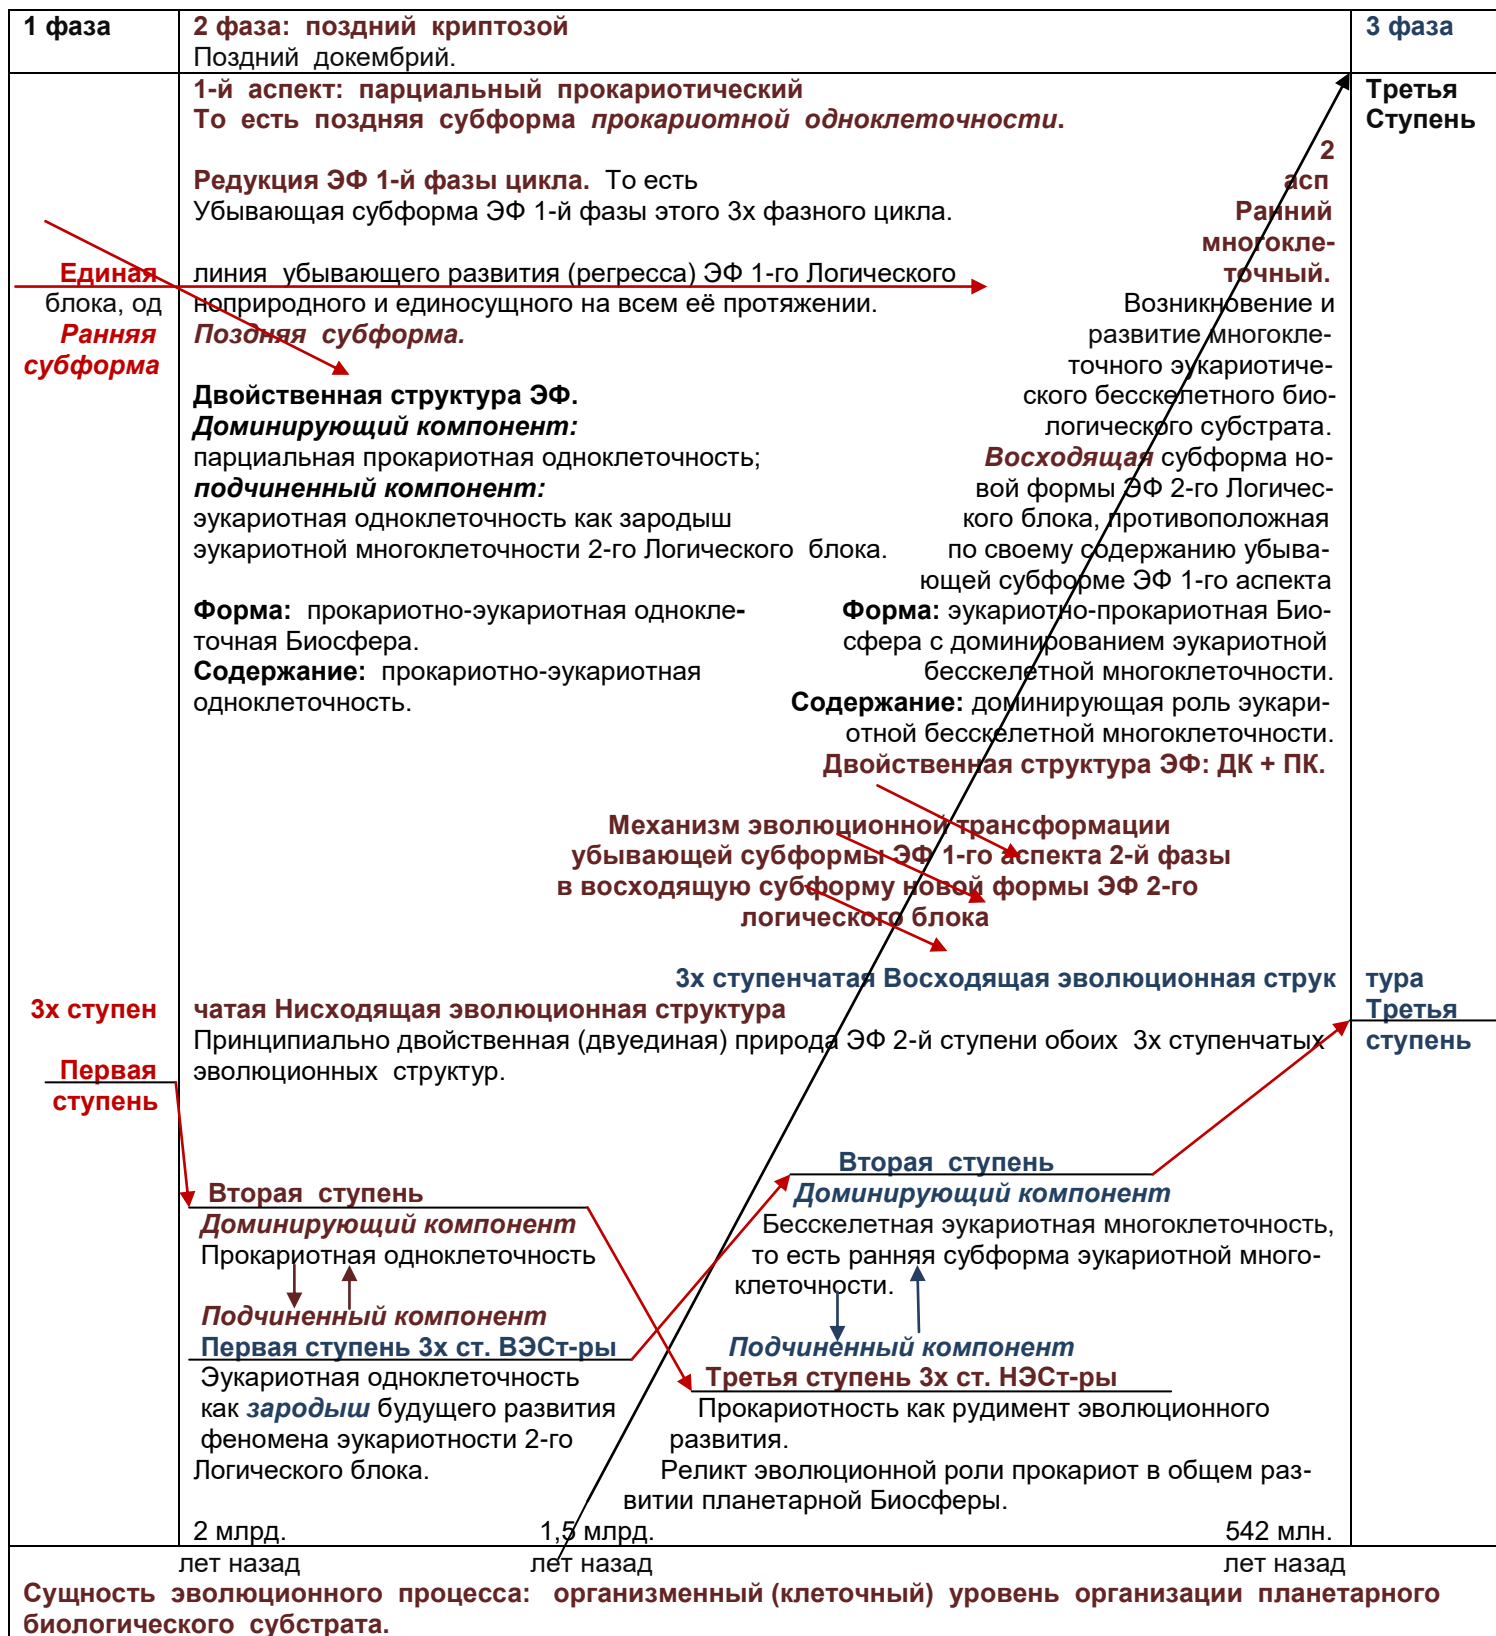 1 фаза
2 фаза: поздний криптозой
Поздний докембрий.
3 фаза
1-й аспект: парциальный прокариотический
То есть поздняя субформа прокариотной одноклеточности.
Третья
Ступень
Редукция ЭФ 1-й фазы цикла. То есть
Убывающая субформа ЭФ 1-й фазы этого 3х фазного цикла.
Единая линия убывающего развития (регресса) ЭФ 1-го Логического
блока, од ноприродного и единосущного на всем её протяжении.
Ранняя Поздняя субформа.
субформа
Двойственная структура ЭФ.
Доминирующий компонент:
парциальная прокариотная одноклеточность;
подчиненный компонент:
эукариотная одноклеточность как зародыш
эукариотной многоклеточности 2-го Логического блока.
Форма: прокариотно-эукариотная однокле-
точная Биосфера.
Содержание: прокариотно-эукариотная
одноклеточность.
2
асп
Ранний
многокле-
точный.
Возникновение и
развитие многокле-
точного эукариотиче-
ского бесскелетного био-
логического субстрата.
Восходящая субформа но-
вой формы ЭФ 2-го Логичес-
кого блока, противоположная
по своему содержанию убыва-
ющей субформе ЭФ 1-го аспекта
Форма: эукариотно-прокариотная Био-
сфера с доминированием эукариотной
бесскелетной многоклеточности.
Содержание: доминирующая роль эукари-
отной бесскелетной многоклеточности.
Двойственная структура ЭФ: ДК + ПК.
Механизм эволюционной трансформации
убывающей субформы ЭФ 1-го аспекта 2-й фазы
в восходящую субформу новой формы ЭФ 2-го
логического блока
3х ступенчатая Восходящая эволюционная струк тура
3х ступен чатая Нисходящая эволюционная структура
Третья
ступень
Принципиально двойственная (двуединая) природа ЭФ 2-й ступени обоих 3х ступенчатых
эволюционных структур.
Первая
ступень
Вторая ступень
Доминирующий компонент
Прокариотная одноклеточность
Подчиненный компонент
Первая ступень 3х ст. ВЭСт-ры
Эукариотная одноклеточность
как зародыш будущего развития
феномена эукариотности 2-го
Логического блока.
Вторая ступень
Доминирующий компонент
Бесскелетная эукариотная многоклеточность,
то есть ранняя субформа эукариотной много-
клеточности.
Подчиненный компонент
Третья ступень 3х ст. НЭСт-ры
Прокариотность как рудимент эволюционного
развития.
Реликт эволюционной роли прокариот в общем раз-
витии планетарной Биосферы.
2 млрд. 1,5 млрд. 542 млн.
лет назад лет назад лет назад
Сущность эволюционного процесса: организменный (клеточный) уровень организации планетарного
биологического субстрата.